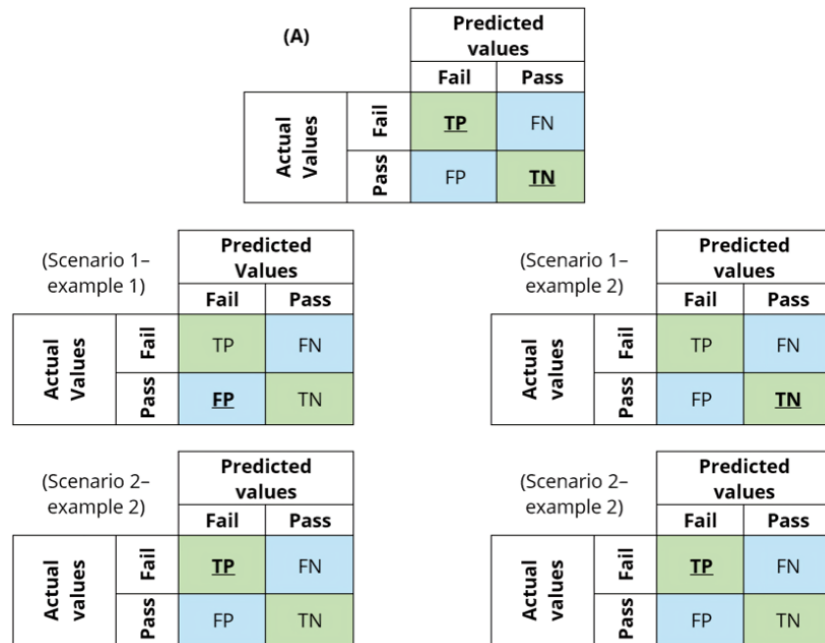 (A)
Predicted
values
Fail Pass
Actual
Values
Fail
TP FN
Pass
FP TN
(Scenario 1–
example 1)
Predicted
Values
Fail Pass
Actual
Values
Fail
TP FN
Pass
FP TN
(Scenario 1–
example 2)
Predicted
values
Fail Pass
Actual
values
Fail
TP FN
Pass
FP TN
(Scenario 2–
example 2)
Predicted
values
Fail Pass
Actual
values
Fail
TP FN
Pass
FP TN
(Scenario 2–
example 2)
Predicted
values
Fail Pass
Actual
values
Fail
TP FN
Pass
FP TN